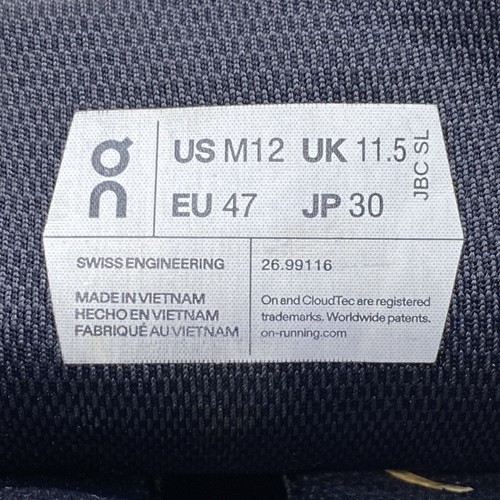 on
US M12 UK 11.5
EU 47 JP 30
JBC SL
SWISS ENGINEERING
26.99116
MADE IN VIETNAM
HECHO EN VIETNAM
FABRIQUÉ AU VIETNAM
On and CloudTec are registered
trademarks. Worldwide patents.
on-running.com